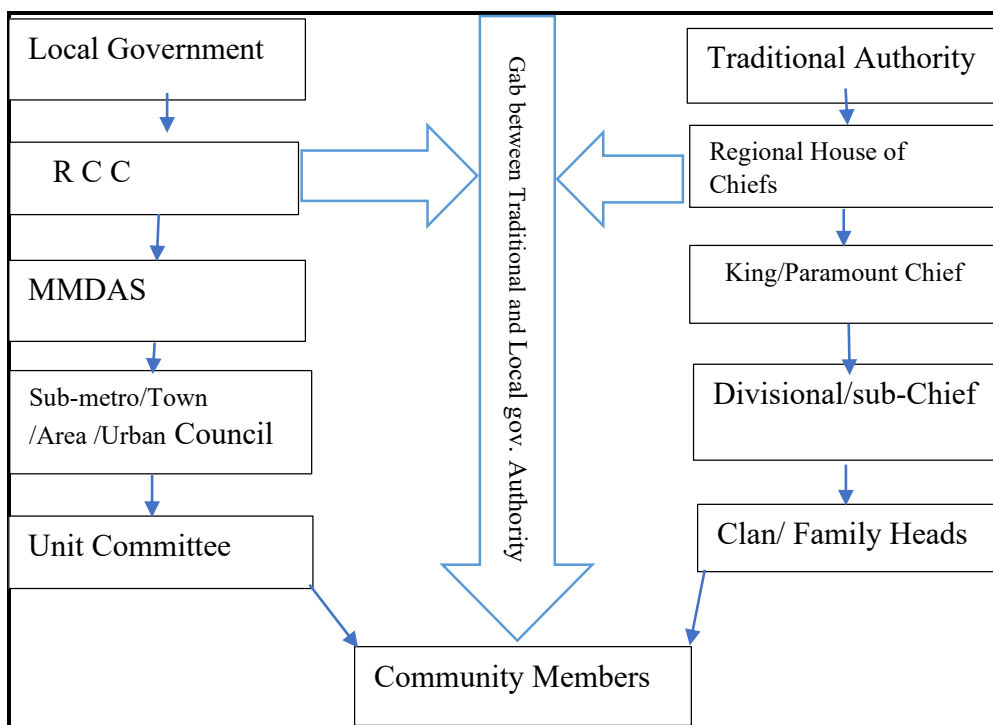 Local Government
R C C
MMDAS
Sub-metro/Town
/Area /Urban Council
Unit Committee
Gab between Traditional and Local gov. Authority
Traditional Authority
Regional House of
Chiefs
King/Paramount Chief
Divisional/sub-Chief
Clan/ Family Heads
Community Members